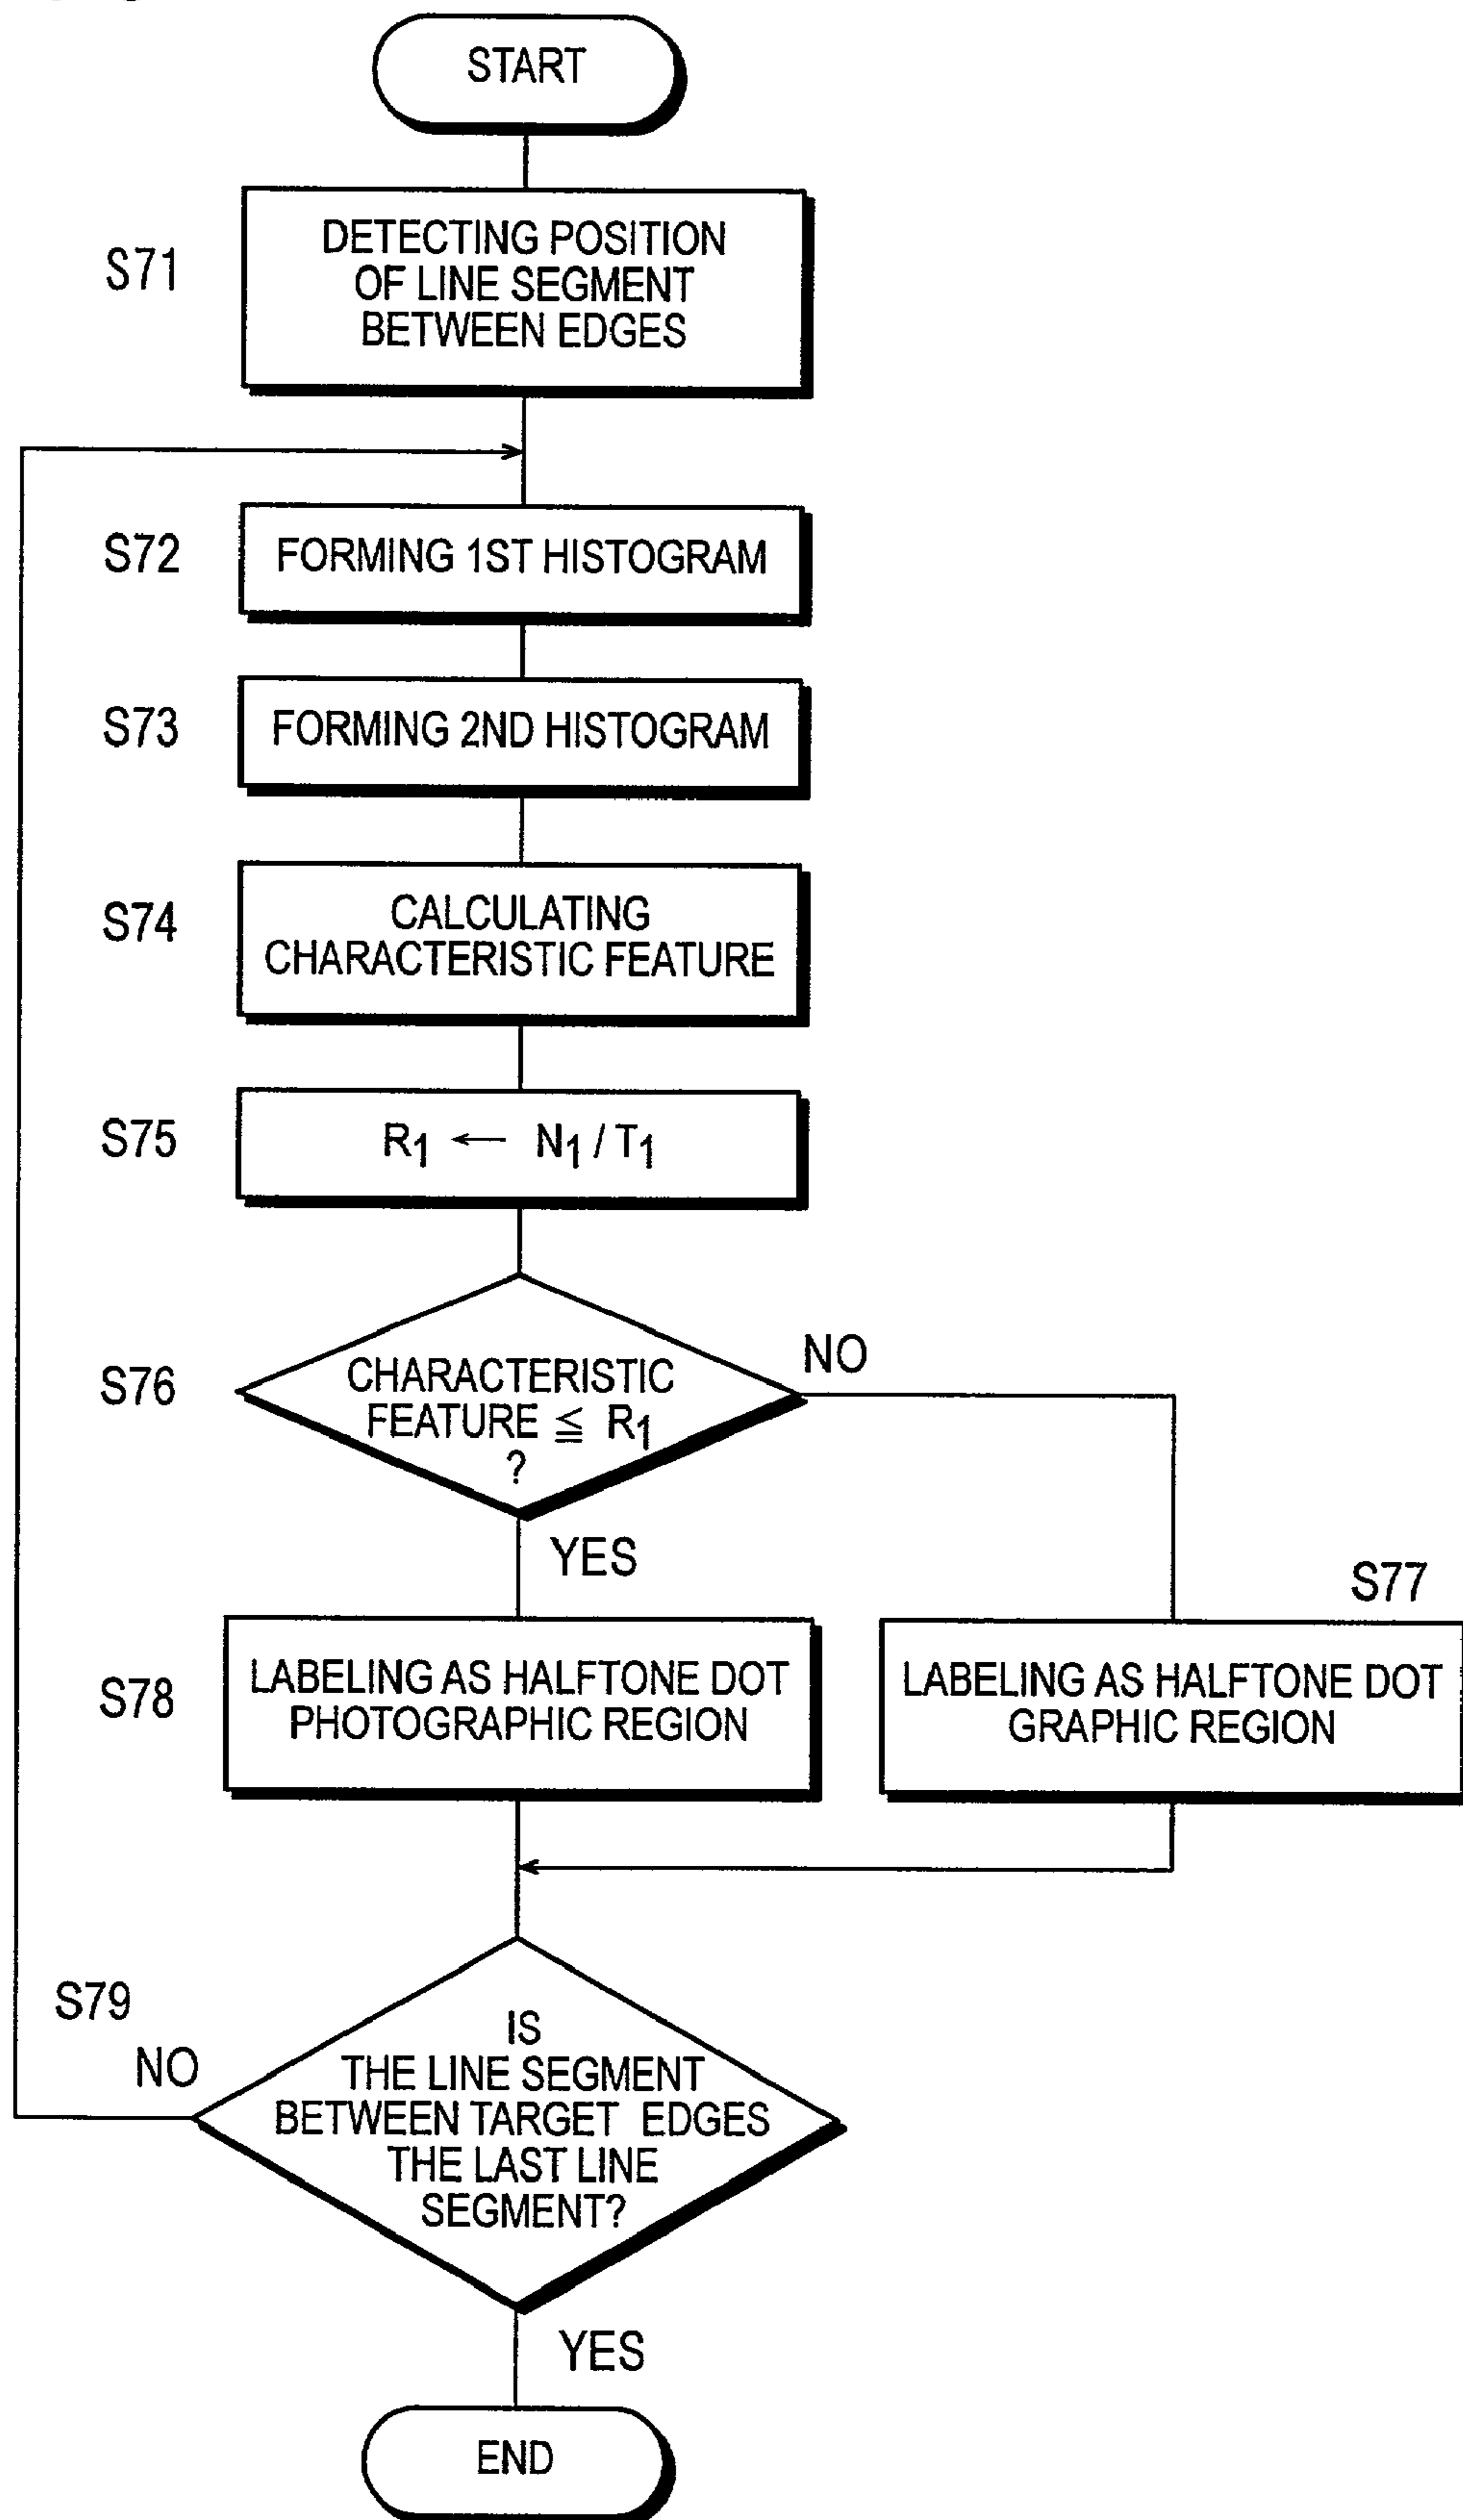 START
S71
DETECTING POSITION
OF LINE SEGMENT
BETWEEN EDGES
S72
FORMING 1ST HISTOGRAM
S73
FORMING 2ND HISTOGRAM
S74
CALCULATING
CHARACTERISTIC FEATURE
S75
R1 ← N1 / T1
S76
CHARACTERISTIC
FEATURE ≦ R1
?
NO
YES
S77
LABELING AS HALFTONE DOT
GRAPHIC REGION
S78
LABELING AS HALFTONE DOT
PHOTOGRAPHIC REGION
S79
NO
IS
THE LINE SEGMENT
BETWEEN TARGET EDGES
THE LAST LINE
SEGMENT?
YES
END